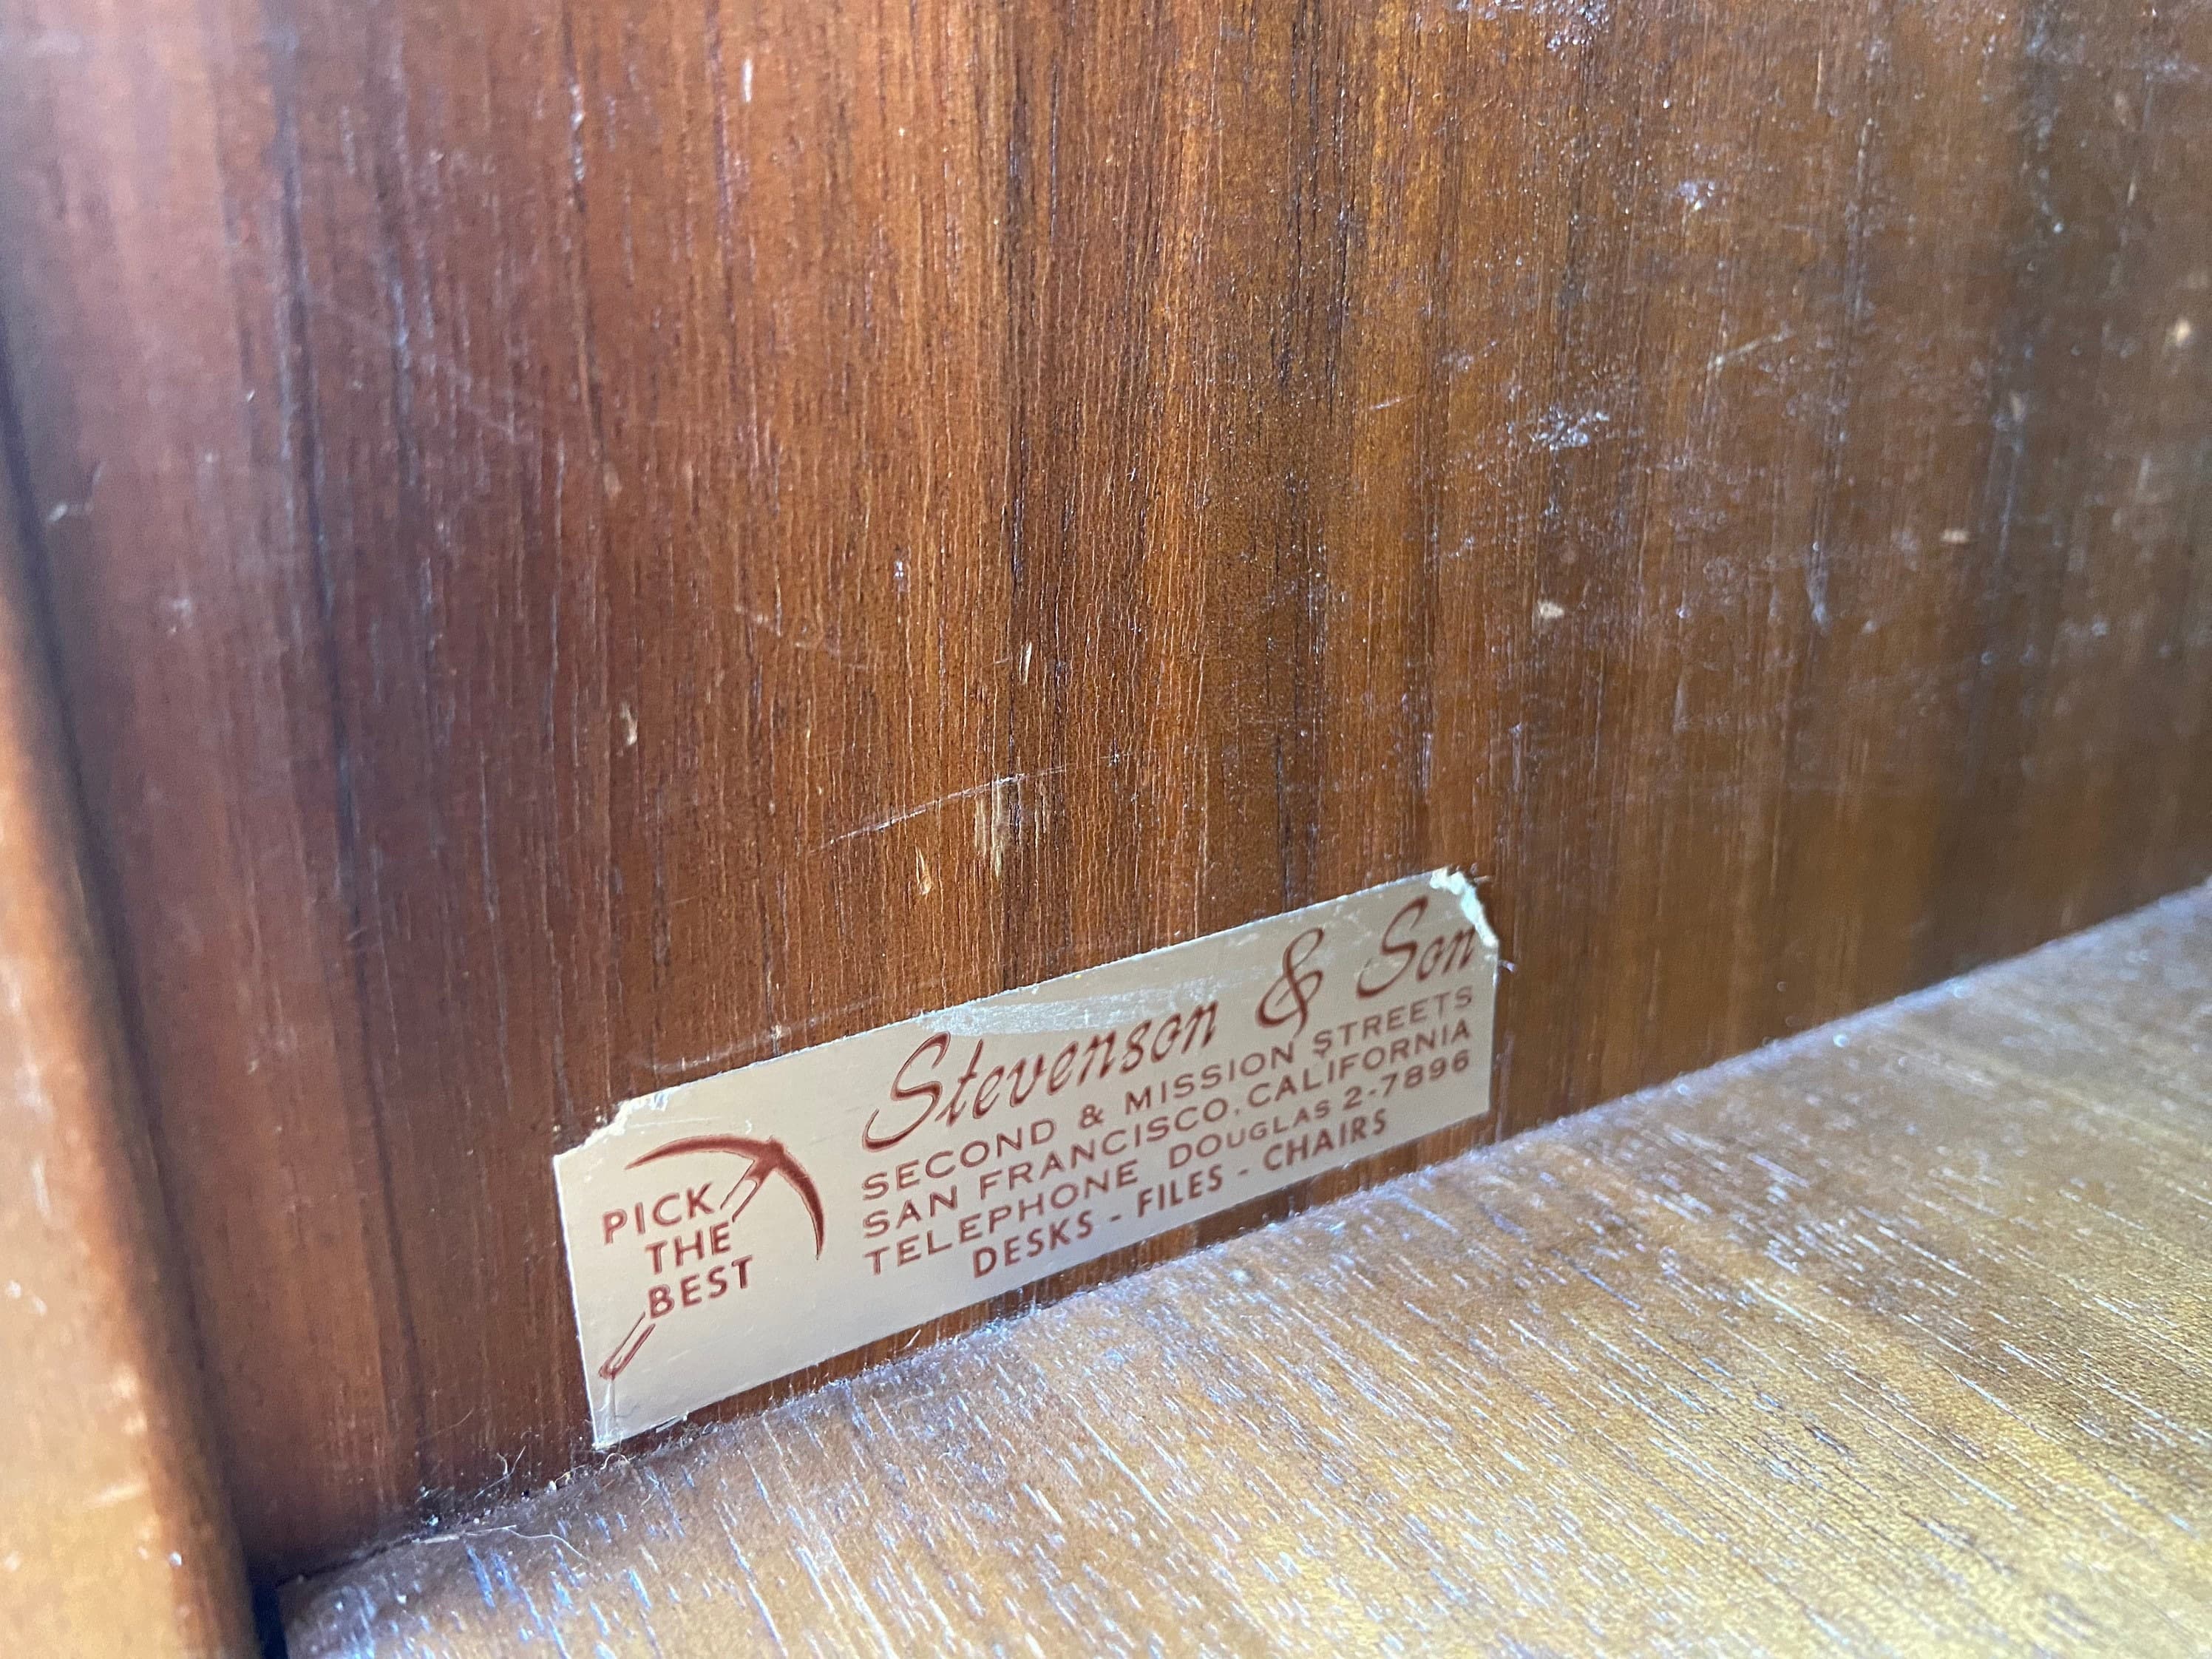 PICK
THE
BEST
Stevenson & Son
SECOND & MISSION STREETS
SAN FRANCISCO, CALIFORNIA
TELEPHONE DOUGLAS 2-7896
DESKS - FILES - CHAIRS